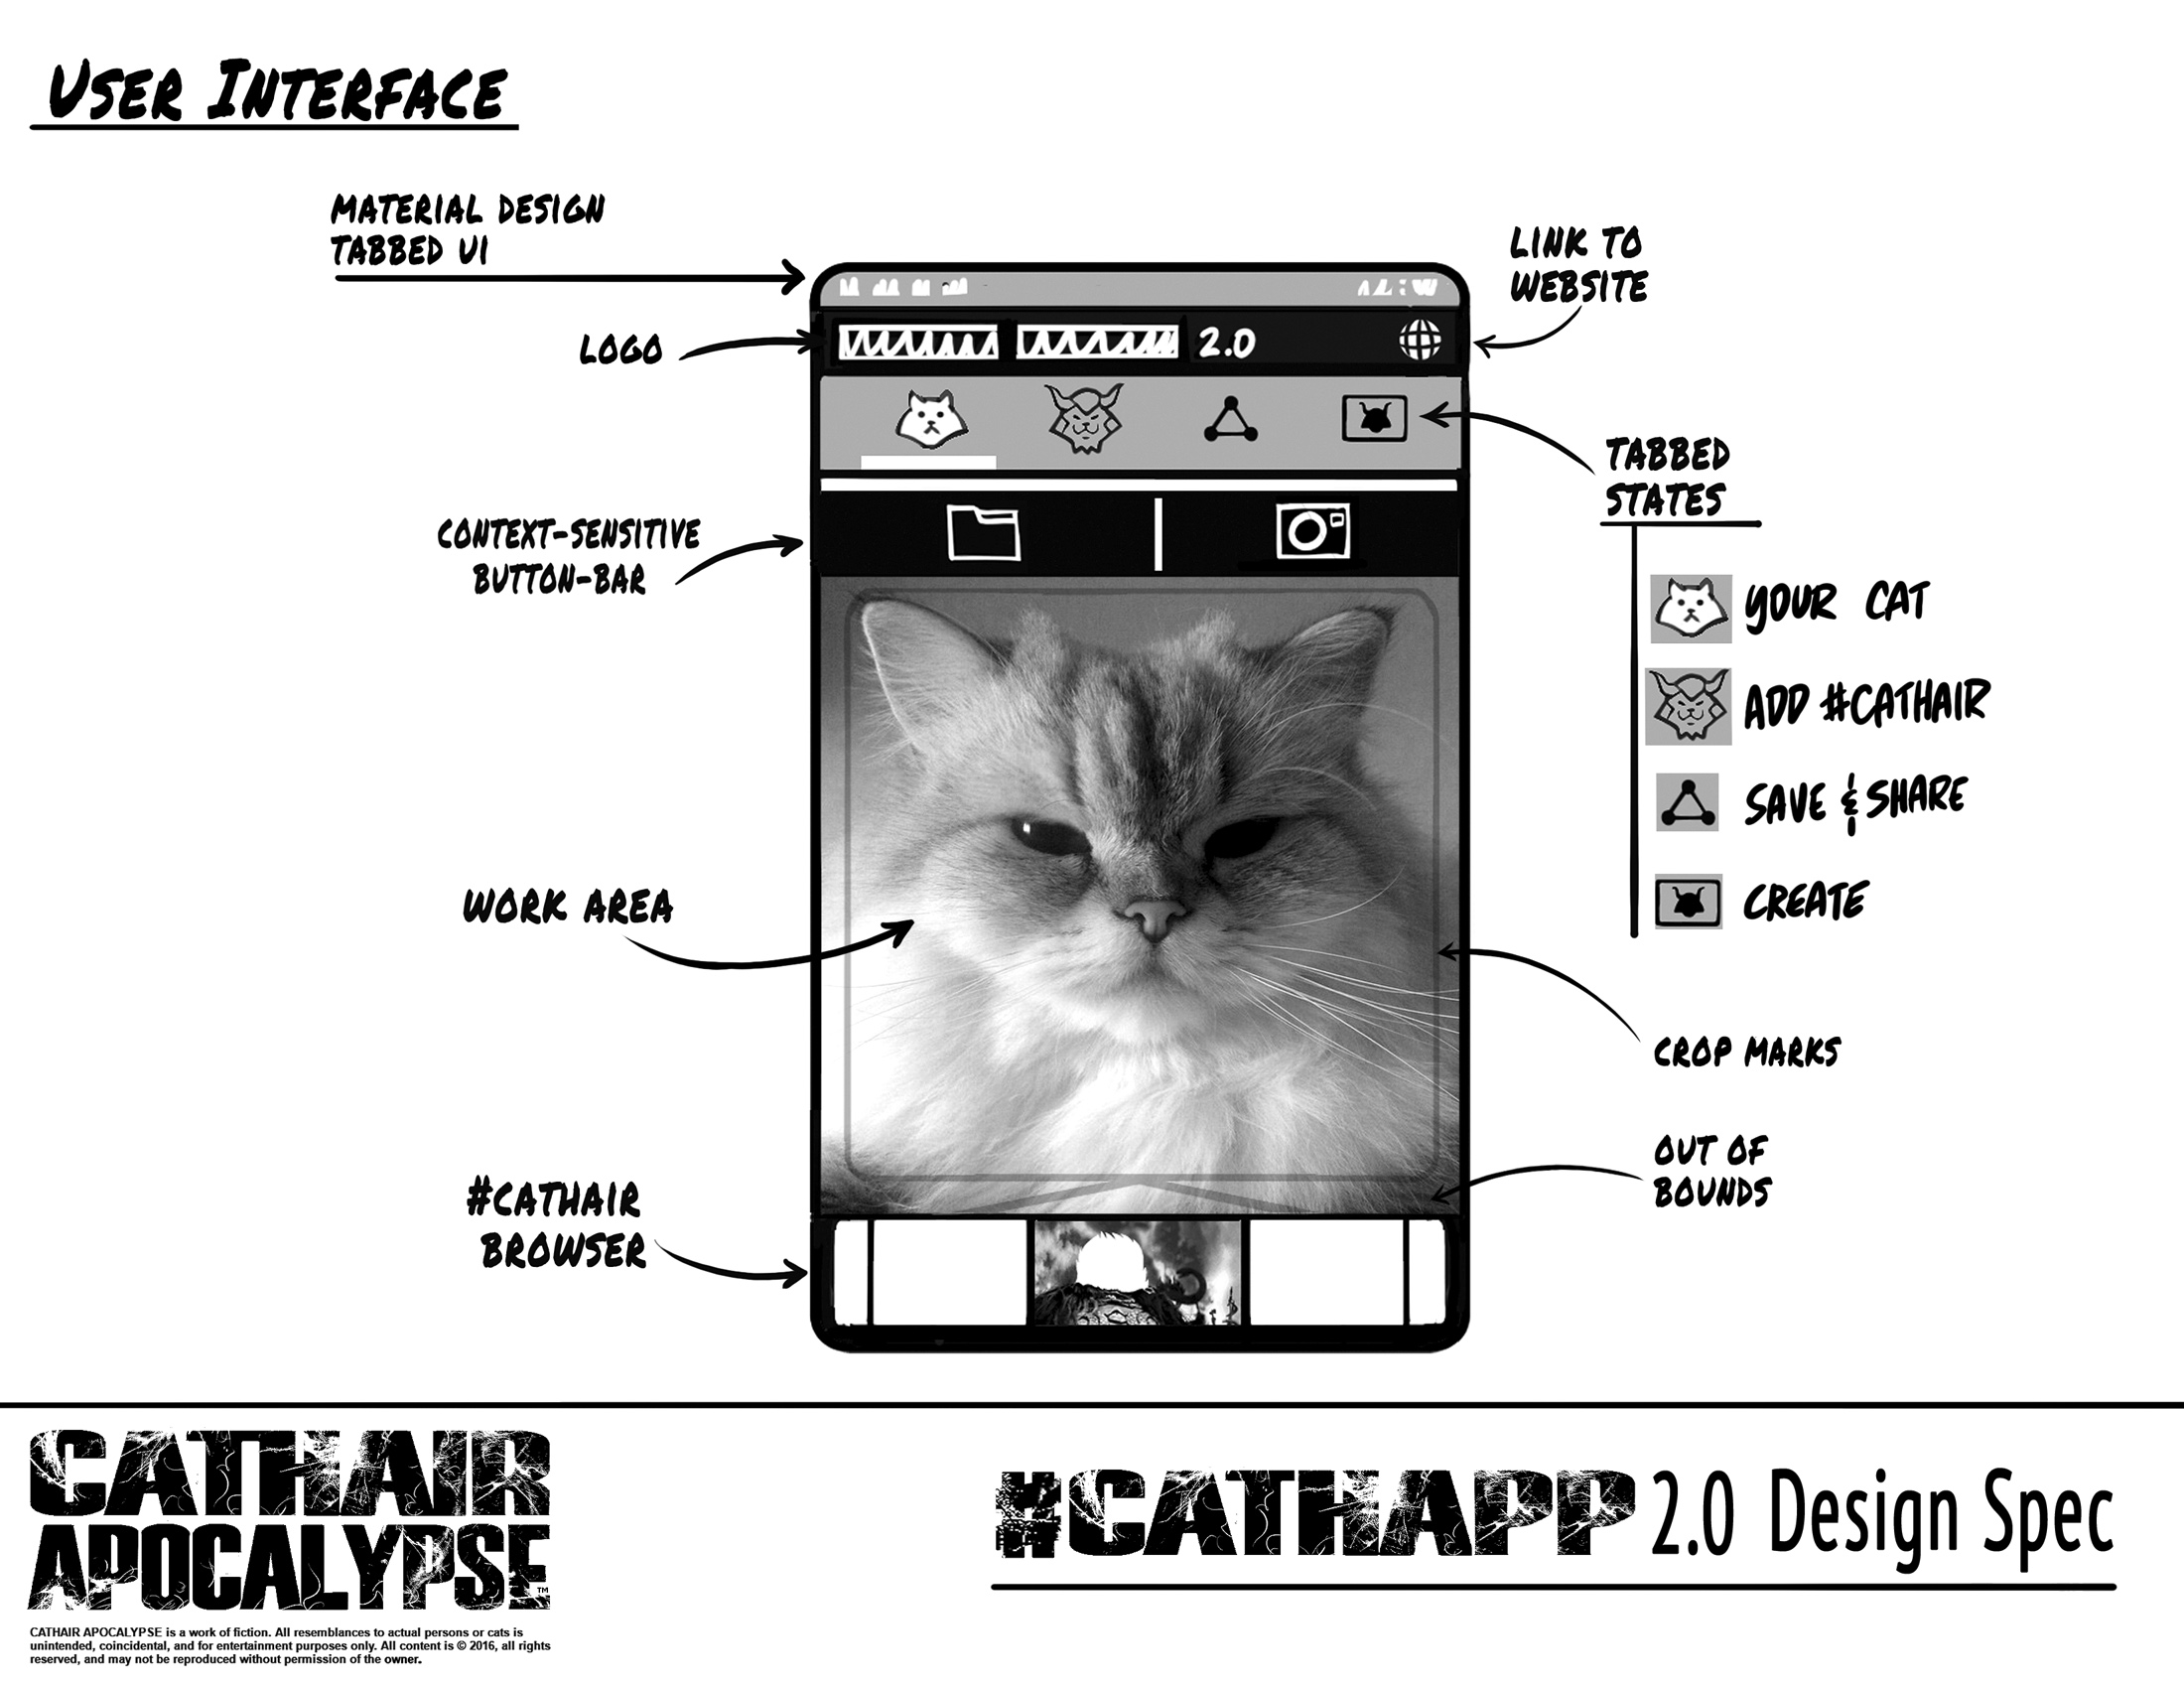 USER INTERFACE
MATERIAL DESIGN
TABBED UI
LOGO
2.0
LINK TO
WEBSITE
TABBED
STATES
YOUR CAT
ADD #CATHAIR
SAVE & SHARE
CREATE
CONTEXT-SENSITIVE
BUTTON-BAR
WORK AREA
CROP MARKS
OUT OF
BOUNDS
#CATHAIR
BROWSER
CATHAIR
APOCALYPSE™
CATHAIR APOCALYPSE is a work of fiction. All resemblances to actual persons or cats is
unintended, coincidental, and for entertainment purposes only. All content is © 2016, all rights
reserved, and may not be reproduced without permission of the owner.
#CATHAPP 2.0 Design Spec